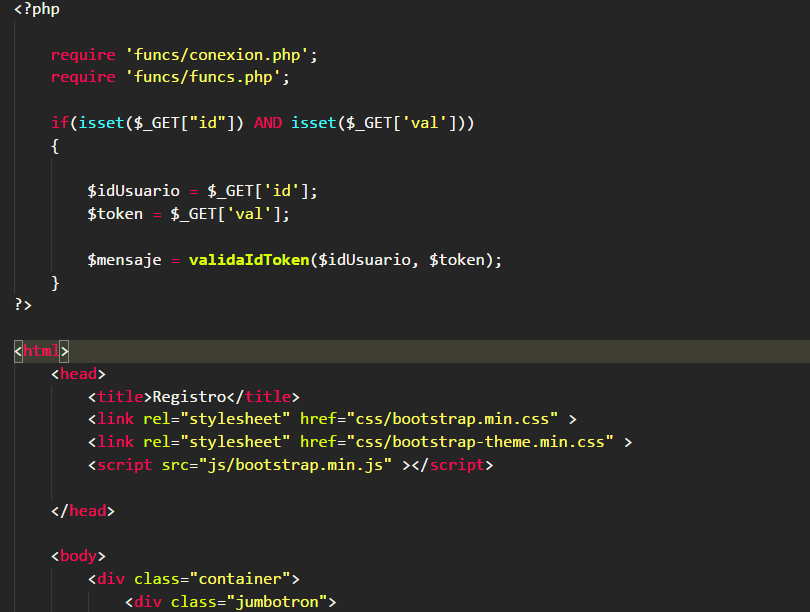 <?php
require 'funcs/conexion.php';
require 'funcs/funcs.php';
if(isset($_GET["id"]) AND isset($_GET['val']))
{
$idUsuario = $_GET['id'];
$token = $_GET['val'];
$mensaje = validaIdToken($idUsuario, $token);
}
?>
<html>
<head>
<title>Registro</title>
<link rel="stylesheet" href="css/bootstrap.min.css" >
<link rel="stylesheet" href="css/bootstrap-theme.min.css" >
<script src="js/bootstrap.min.js" ></script>
</head>
<body>
<div class="container">
<div class="jumbotron">